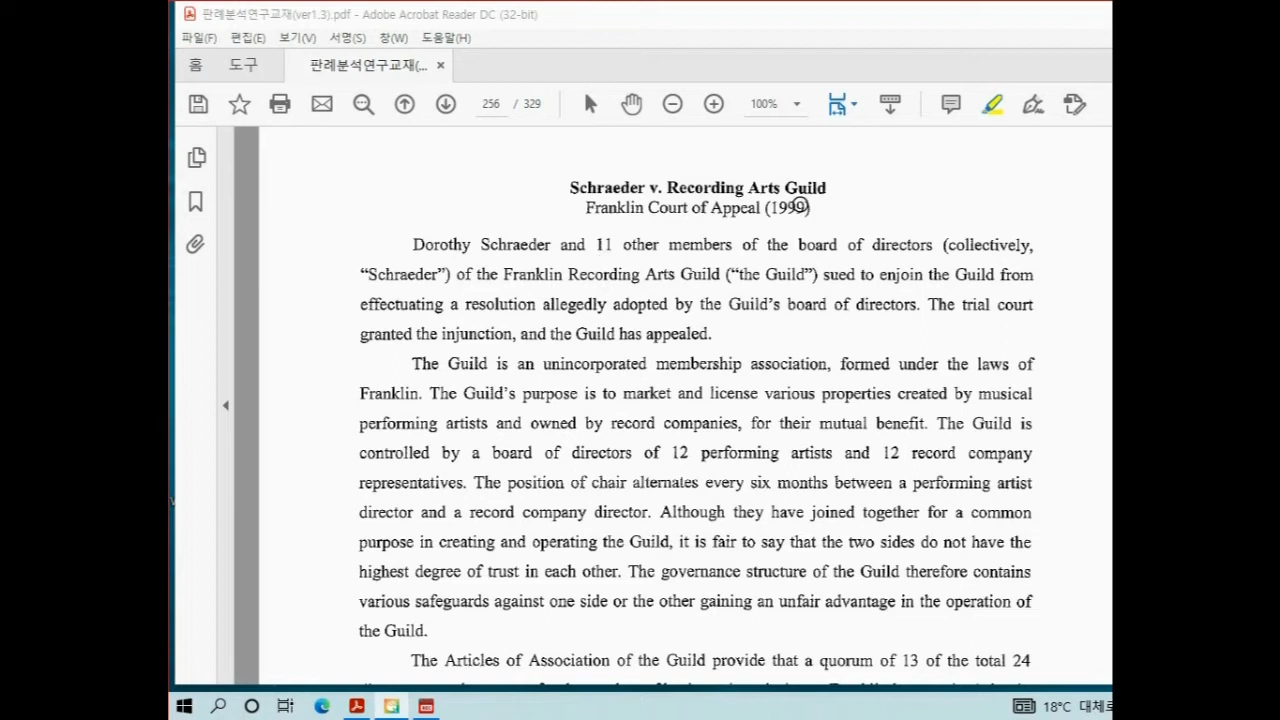 판례분석연구교재(ver1.3).pdf - Adobe Acrobat Reader DC (32-bit)
파일(F) 편집(E) 보기(V) 서명(S) 창(W) 도움말(H)
홈 도구 판례분석연구교재(... ×
256 / 329 100%
Schraeder v. Recording Arts Guild
Franklin Court of Appeal (1999)
Dorothy Schraeder and 11 other members of the board of directors (collectively,
“Schraeder”) of the Franklin Recording Arts Guild (“the Guild”) sued to enjoin the Guild from
effectuating a resolution allegedly adopted by the Guild’s board of directors. The trial court
granted the injunction, and the Guild has appealed.
The Guild is an unincorporated membership association, formed under the laws of
Franklin. The Guild’s purpose is to market and license various properties created by musical
performing artists and owned by record companies, for their mutual benefit. The Guild is
controlled by a board of directors of 12 performing artists and 12 record company
representatives. The position of chair alternates every six months between a performing artist
director and a record company director. Although they have joined together for a common
purpose in creating and operating the Guild, it is fair to say that the two sides do not have the
highest degree of trust in each other. The governance structure of the Guild therefore contains
various safeguards against one side or the other gaining an unfair advantage in the operation of
the Guild.
The Articles of Association of the Guild provide that a quorum of 13 of the total 24
18°C 대체로